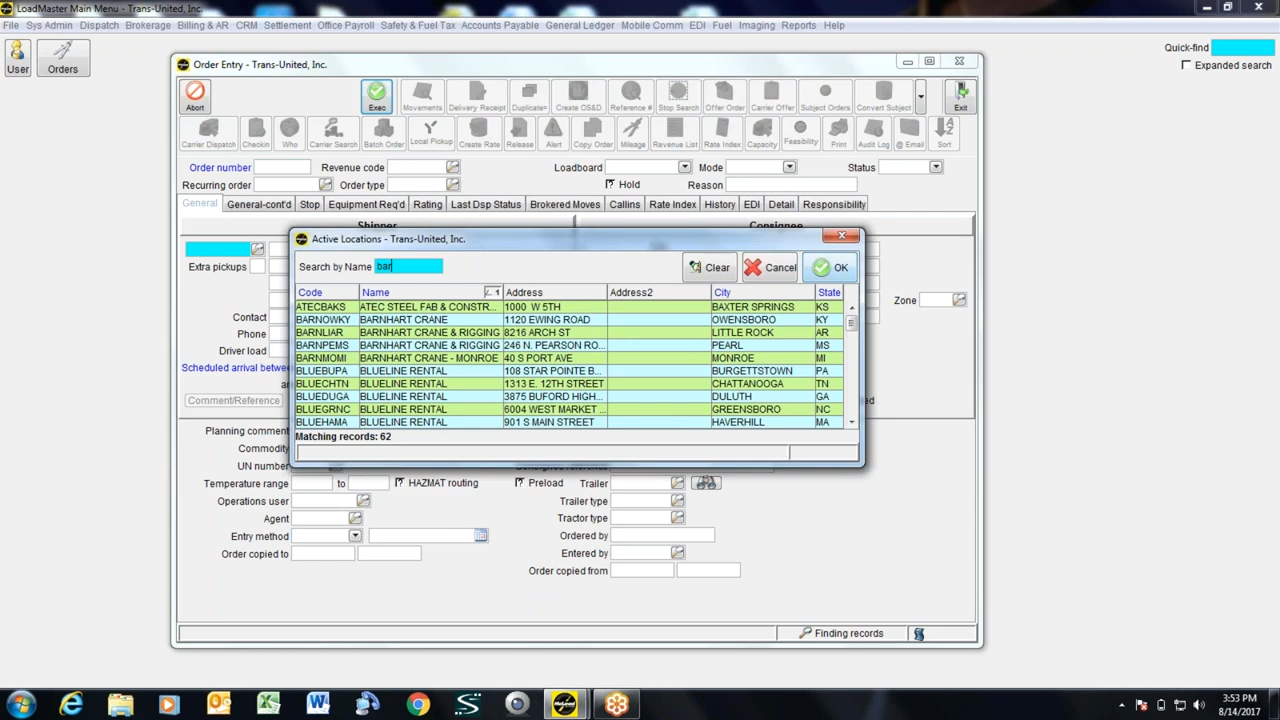 LoadMaster Main Menu - Trans-United, Inc.
File Sys Admin Dispatch Brokerage Billing & AR CRM Settlement Office Payroll Safety & Fuel Tax Accounts Payable General Ledger Mobile Comm EDI Fuel Imaging Reports Help
User Orders
Quick-find
Expanded search
Order Entry - Trans-United, Inc.
Abort Exec Movements Delivery Receipt Duplicate+ Create OS&D Reference # Stop Search Offer Order Carrier Offer Subject Orders Convert Subject Exit
Carrier Dispatch Checkin Who Carrier Search Batch Order Local Pickup Create Rate Release Alert Copy Order Mileage Revenue List Rate Index Capacity Feasibility Print Audit Log @ Email Sort
Order number Revenue code Loadboard Mode Status
Recurring order Order type Hold Reason
General General-cont'd Stop Equipment Req'd Rating Last Dsp Status Brokered Moves Callins Rate Index History EDI Detail Responsibility
Shipper Consignee
Extra pickups
Zone
Contact
Phone
Driver load
Scheduled arrival between
Comment/Reference
Active Locations - Trans-United, Inc.
Search by Name bar Clear Cancel OK
Code Name 1 Address Address2 City State
ATECBAKS ATEC STEEL FAB & CONSTR... 1000 W 5TH BAXTER SPRINGS KS
BARNOWKY BARNHART CRANE 1120 EWING ROAD OWENSBORO KY
BARNLIAR BARNHART CRANE & RIGGING 8216 ARCH ST LITTLE ROCK AR
BARNPEMS BARNHART CRANE & RIGGING 246 N. PEARSON RO... PEARL MS
BARNMOMI BARNHART CRANE - MONROE 40 S PORT AVE MONROE MI
BLUEBUPA BLUELINE RENTAL 108 STAR POINTE B... BURGETTSTOWN PA
BLUECHTN BLUELINE RENTAL 1313 E. 12TH STREET CHATTANOOGA TN
BLUEDUGA BLUELINE RENTAL 3875 BUFORD HIGH... DULUTH GA
BLUEGRNC BLUELINE RENTAL 6004 WEST MARKET ... GREENSBORO NC
BLUEHAMA BLUELINE RENTAL 901 S MAIN STREET HAVERHILL MA
Matching records: 62
Planning comment
Commodity
UN number
Temperature range to HAZMAT routing Preload Trailer
Operations user Trailer type
Agent Tractor type
Entry method Ordered by
Order copied to Entered by
Order copied from
Finding records
3:53 PM
8/14/2017